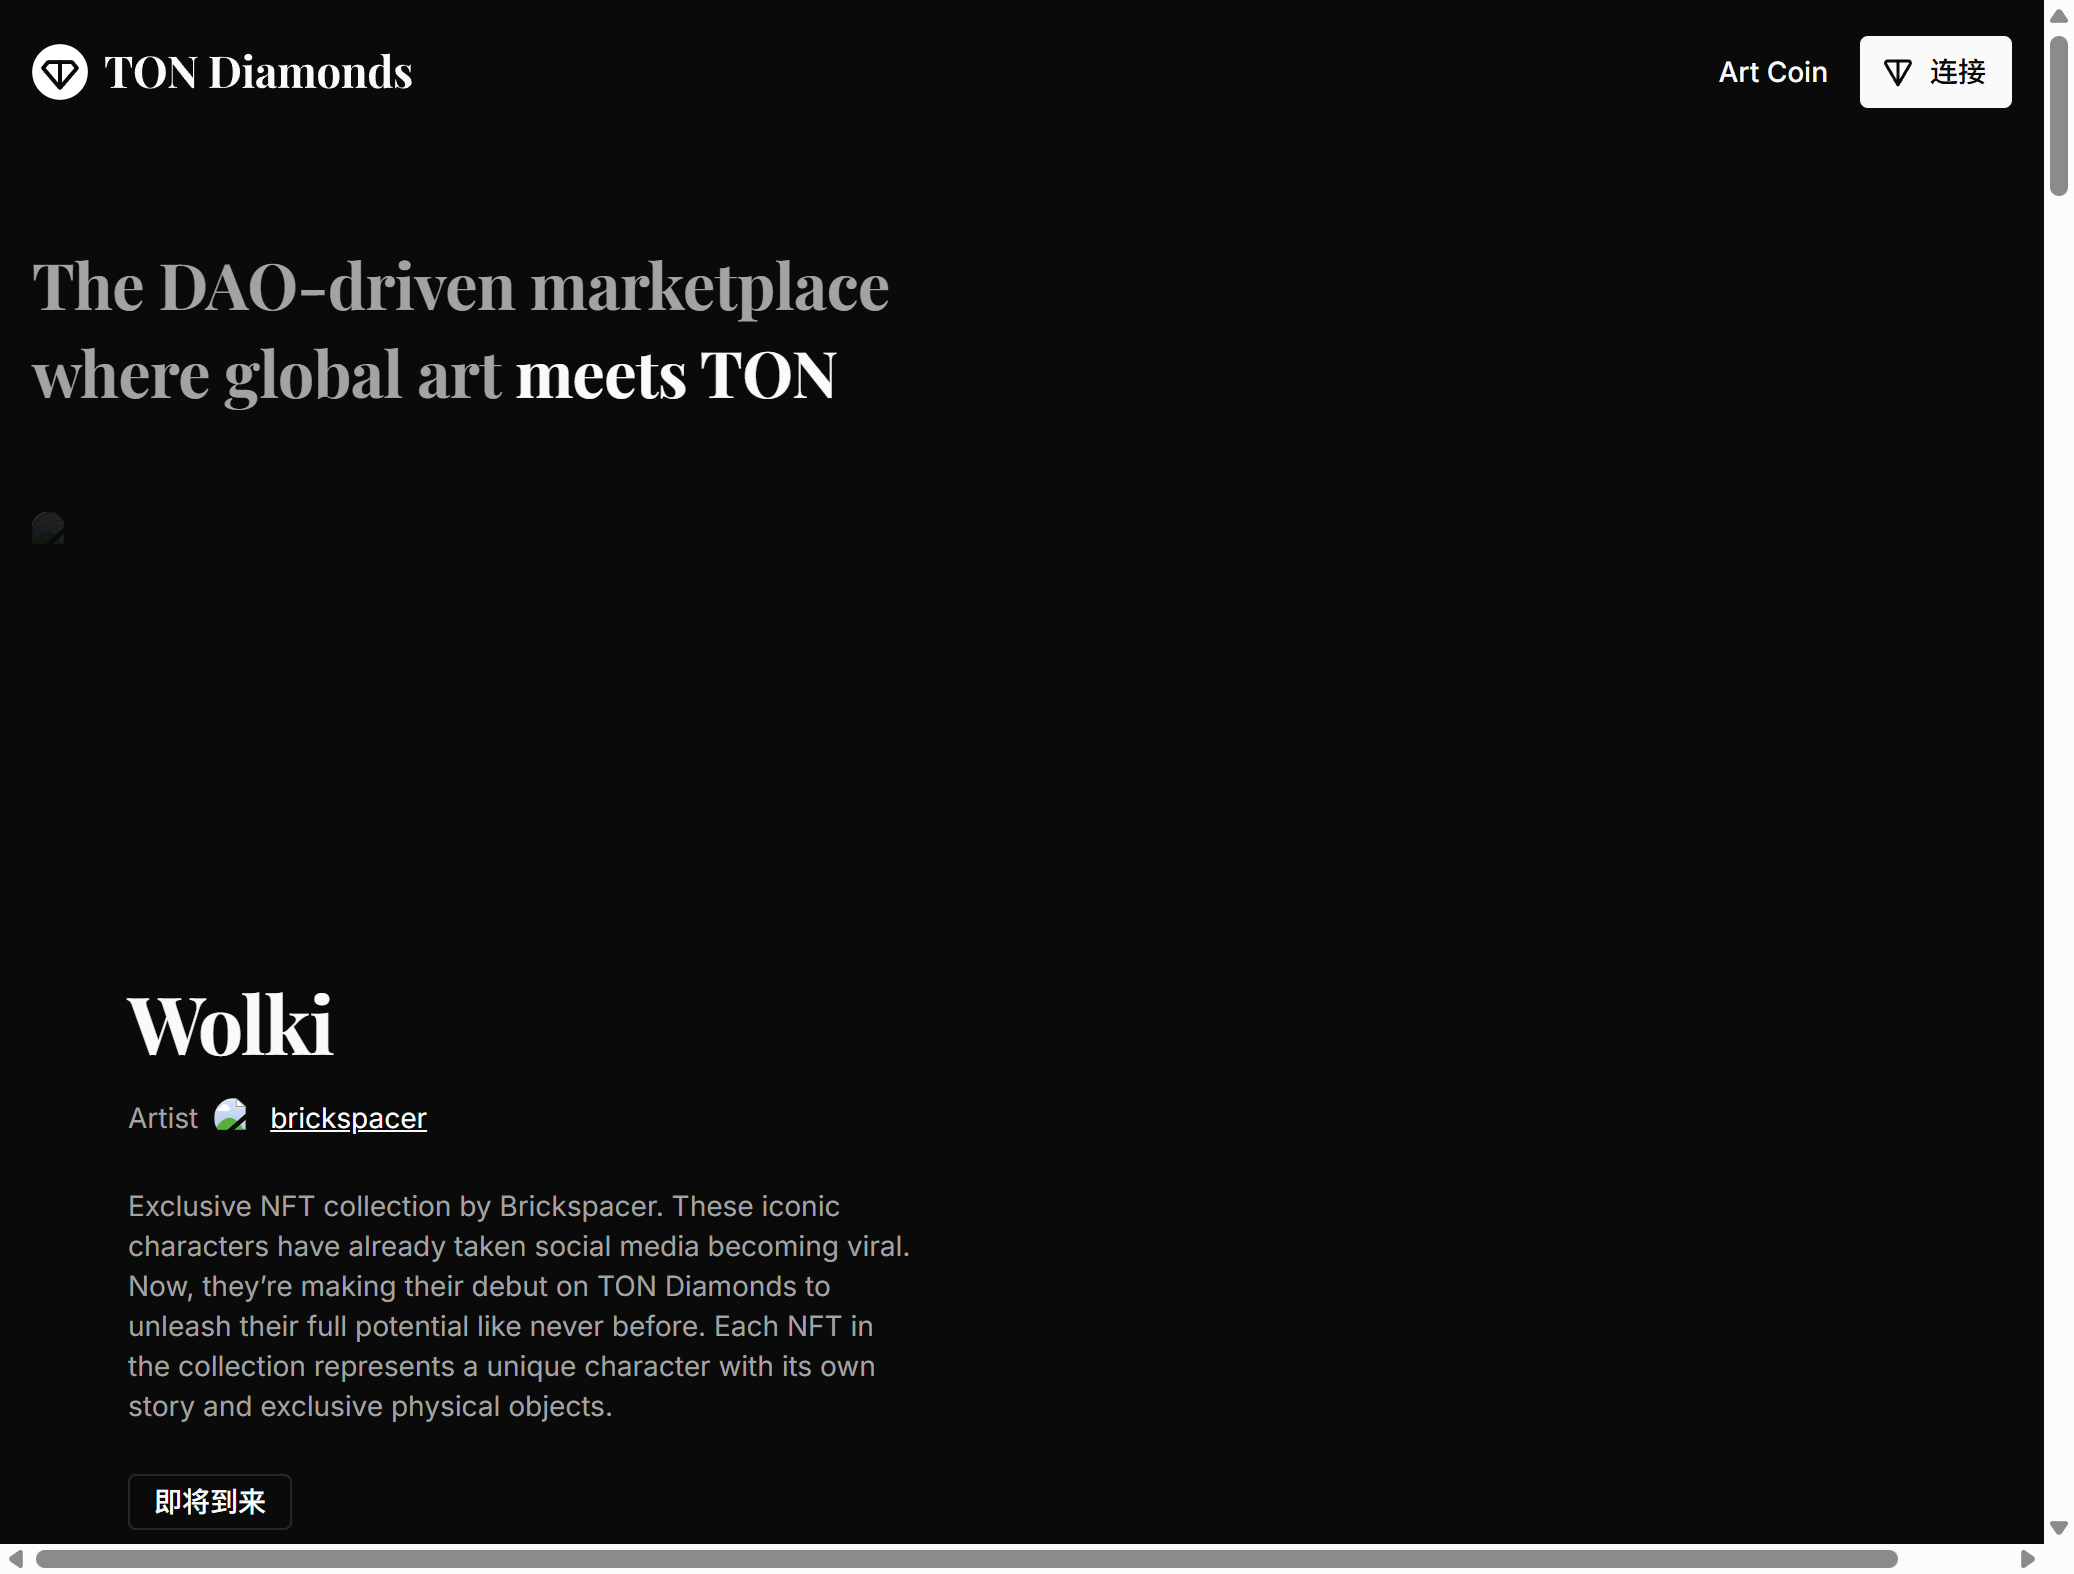 TON Diamonds
Art Coin
连接
The DAO-driven marketplace
where global art meets TON
Wolki
Artist brickspacer
Exclusive NFT collection by Brickspacer. These iconic
characters have already taken social media becoming viral.
Now, they’re making their debut on TON Diamonds to
unleash their full potential like never before. Each NFT in
the collection represents a unique character with its own
story and exclusive physical objects.
即将到来